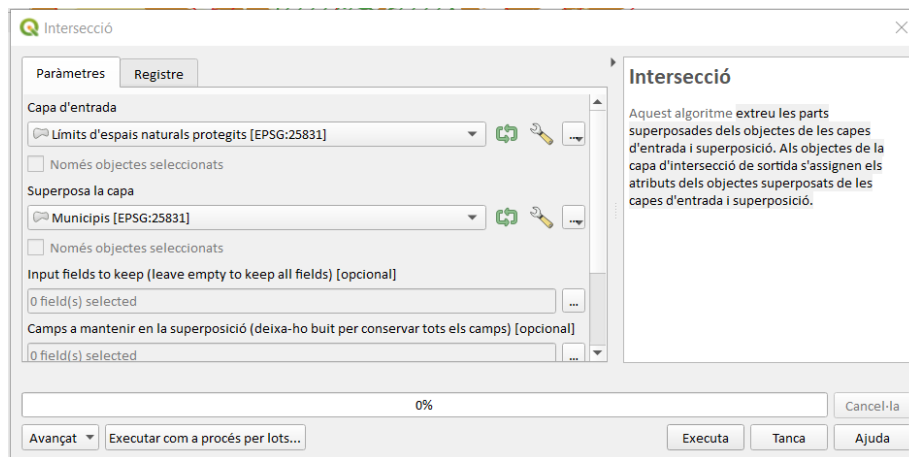 Intersecció
Paràmetres
Registre
Capa d'entrada
Límits d'espais naturals protegits [EPSG:25831]
...
Només objectes seleccionats
Superposa la capa
Municipis [EPSG:25831]
...
Només objectes seleccionats
Input fields to keep (leave empty to keep all fields) [opcional]
0 field(s) selected
...
Camps a mantenir en la superposició (deixa-ho buit per conservar tots els camps) [opcional]
0 field(s) selected
...
Intersecció
Aquest algoritme extreu les parts
superposades dels objectes de les capes
d'entrada i superposició. Als objectes de la
capa d'intersecció de sortida s'assignen els
atributs dels objectes superposats de les
capes d'entrada i superposició.
0%
Cancel·la
Avançat
Executar com a procés per lots...
Executa
Tanca
Ajuda